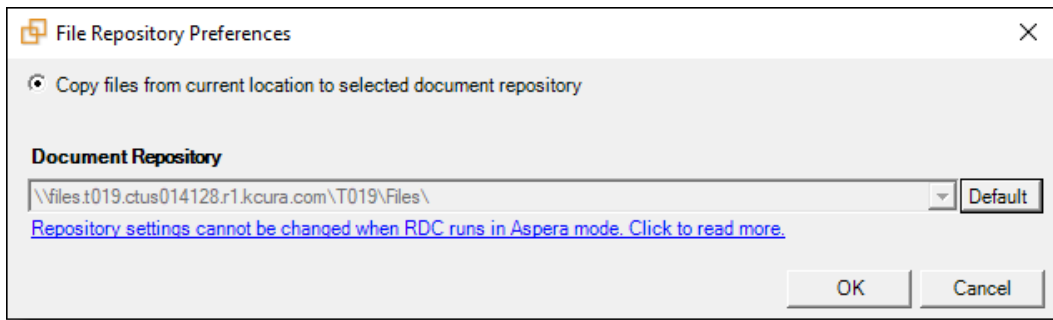 File Repository Preferences
Copy files from current location to selected document repository
Document Repository
\\files.t019.ctus014128.r1.kcura.com\T019\Files\
Default
Repository settings cannot be changed when RDC runs in Aspera mode. Click to read more.
OK
Cancel